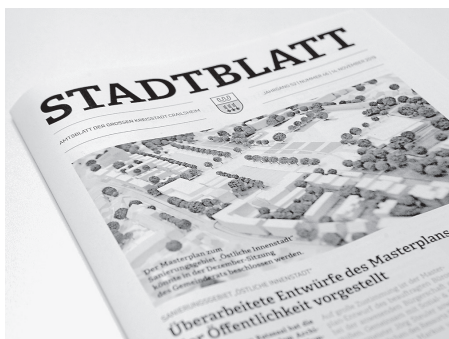 STADTBLATT
AMTSBLATT DER GROSSEN KREISSTADT CRAILSHEIM
Der Masterplan zum
Sanierungsgebiet „Östliche Innenstadt"
könnte in der Dezember-Sitzung
des Gemeinderats beschlossen werden.
SANIERUNGSGEBIET „ÖSTLICHE INNENSTADT"
Überarbeitete Entwürfe des Masterplans
der Öffentlichkeit vorgestellt